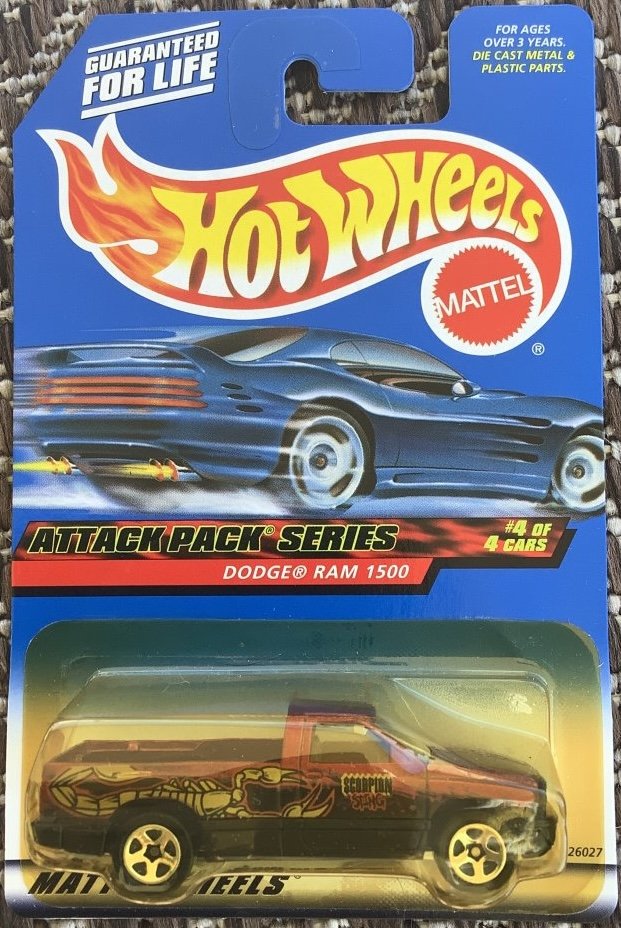 GUARANTEED
FOR LIFE
FOR AGES
OVER 3 YEARS.
DIE CAST METAL &
PLASTIC PARTS.
HOT WHEELS
MATTEL
®
ATTACK PACK® SERIES
#4 OF
4 CARS
DODGE® RAM 1500
SCORPION
STING
26027
MATT WHEELS